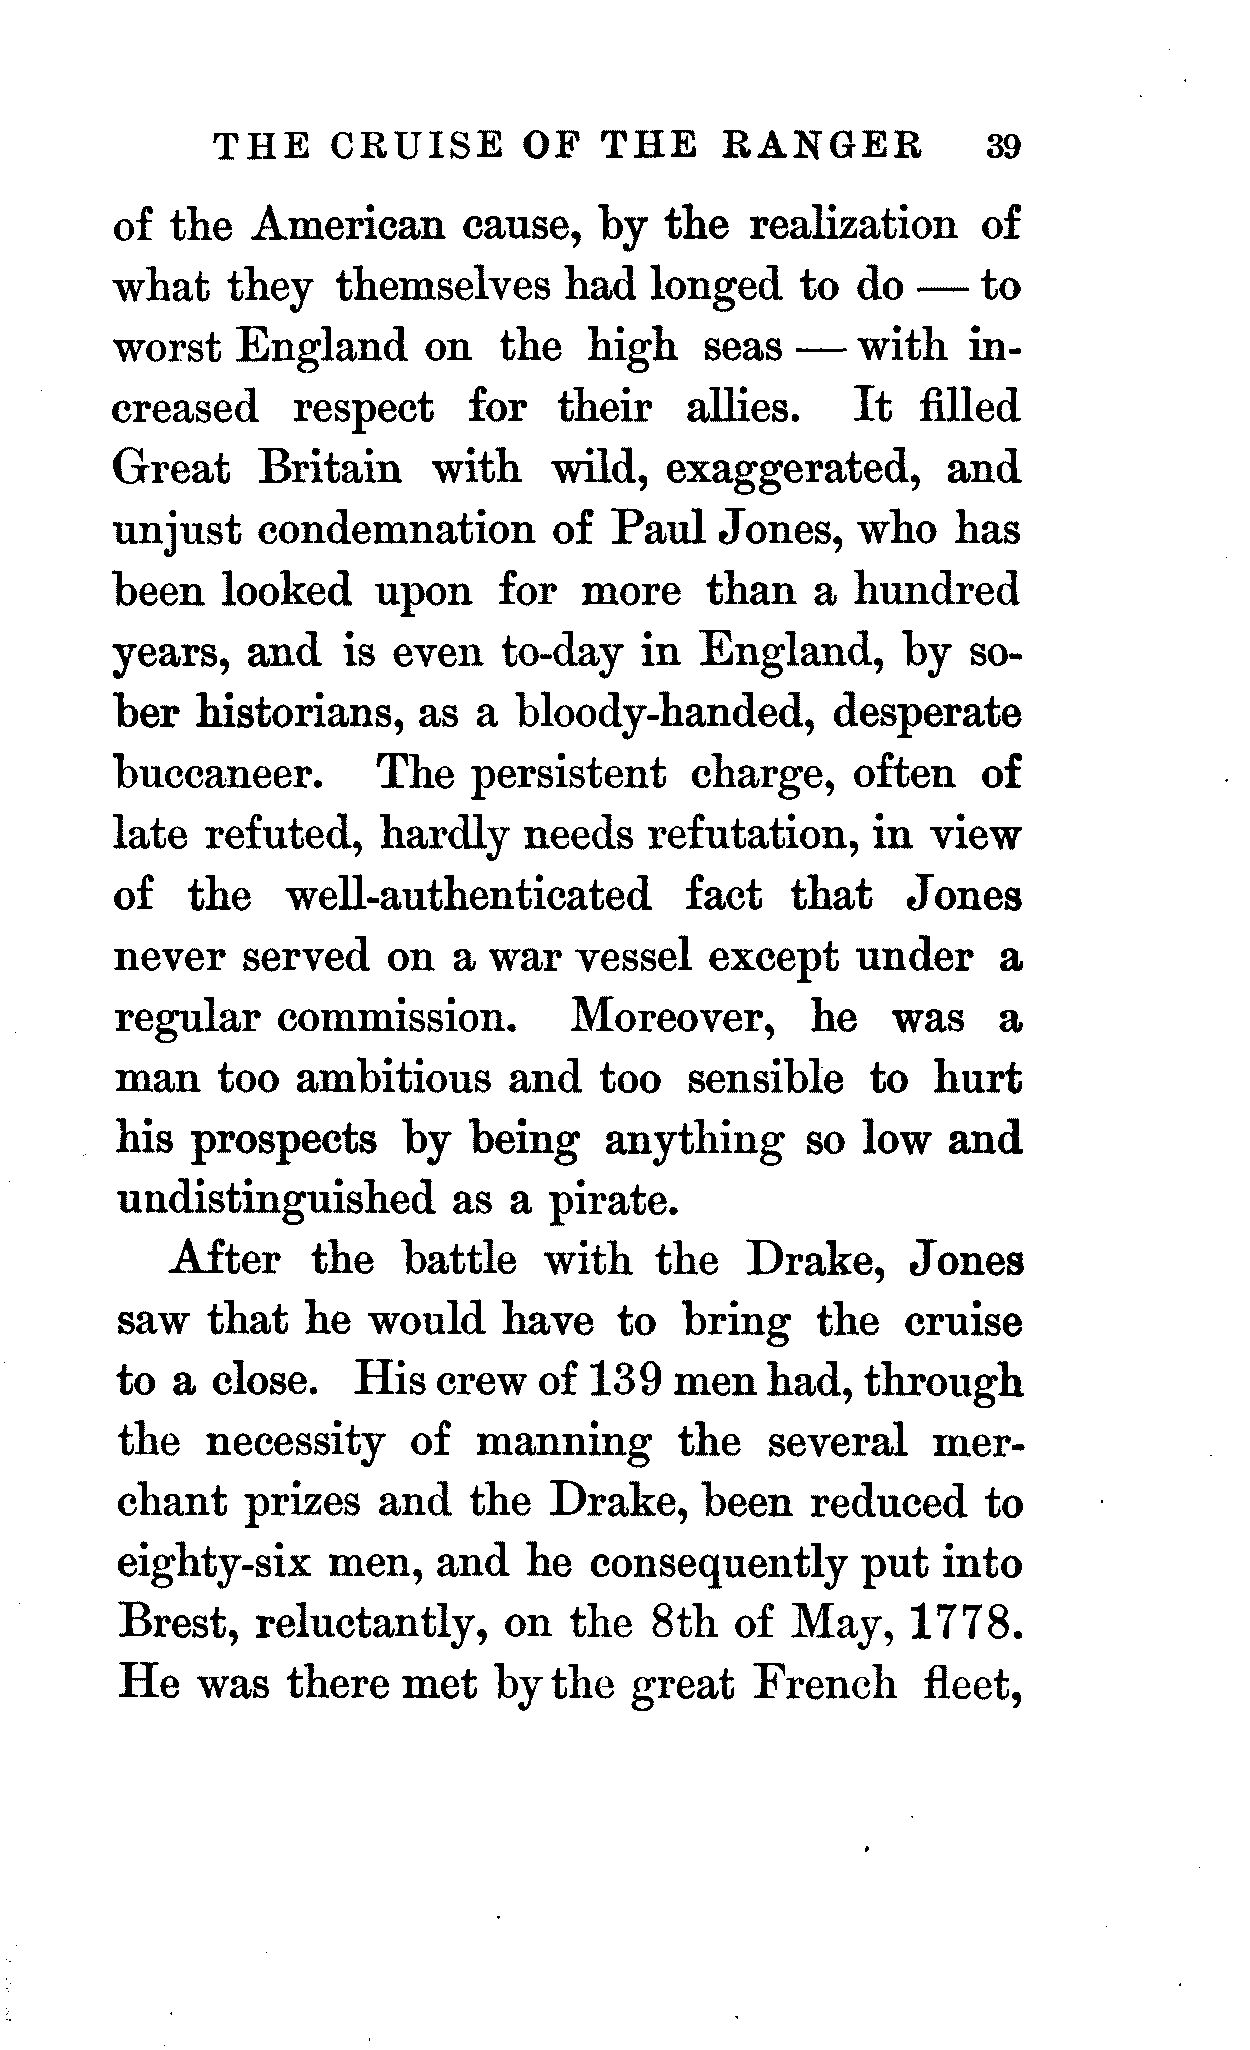 THE CRUISE OF THE RANGER 39
of the American cause, by the realization of
what they themselves had longed to do — to
worst England on the high seas — with in-
creased respect for their allies. It filled
Great Britain with wild, exaggerated, and
unjust condemnation of Paul Jones, who has
been looked upon for more than a hundred
years, and is even to-day in England, by so-
ber historians, as a bloody-handed, desperate
buccaneer. The persistent charge, often of
late refuted, hardly needs refutation, in view
of the well-authenticated fact that Jones
never served on a war vessel except under a
regular commission. Moreover, he was a
man too ambitious and too sensible to hurt
his prospects by being anything so low and
undistinguished as a pirate.
After the battle with the Drake, Jones
saw that he would have to bring the cruise
to a close. His crew of 139 men had, through
the necessity of manning the several mer-
chant prizes and the Drake, been reduced to
eighty-six men, and he consequently put into
Brest, reluctantly, on the 8th of May, 1778.
He was there met by the great French fleet,